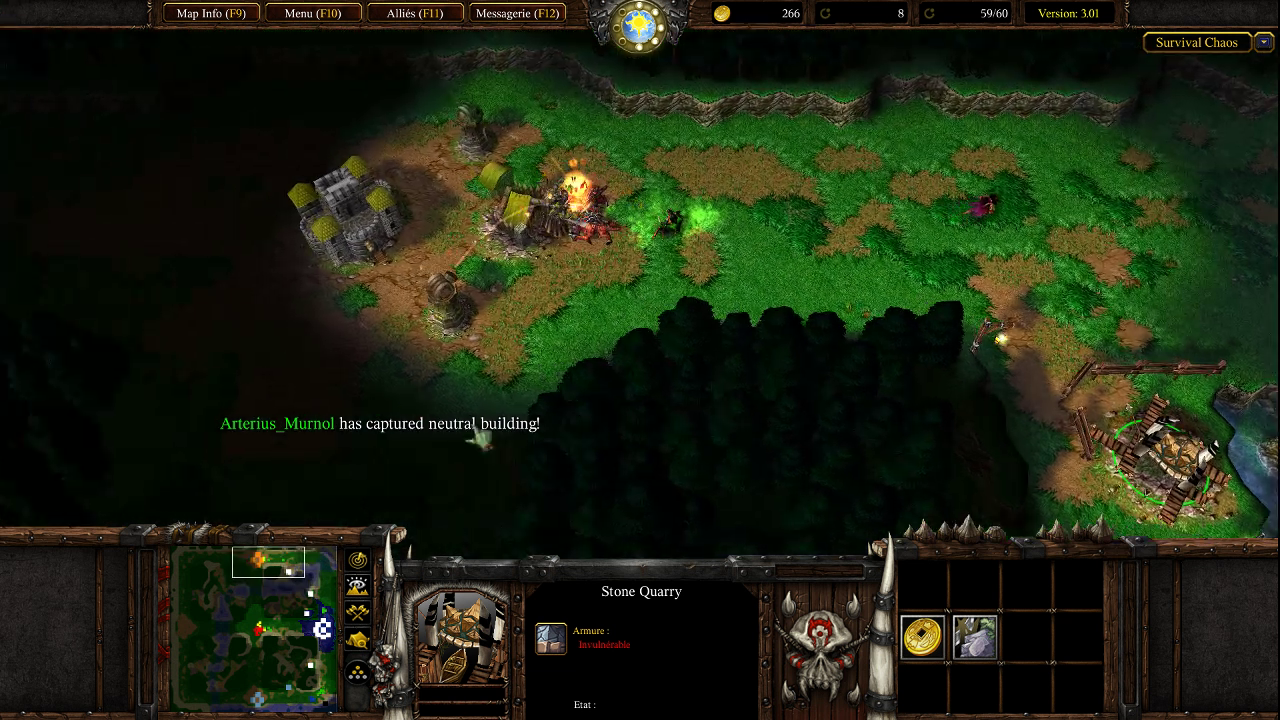 Map Info (F9)
Menu (F10)
Alliés (F11)
Messagerie (F12)
266
8
59/60
Version: 3.01
Survival Chaos
Arterius_Murnol has captured neutral building!
Stone Quarry
Armure :
Invulnérable
Etat :